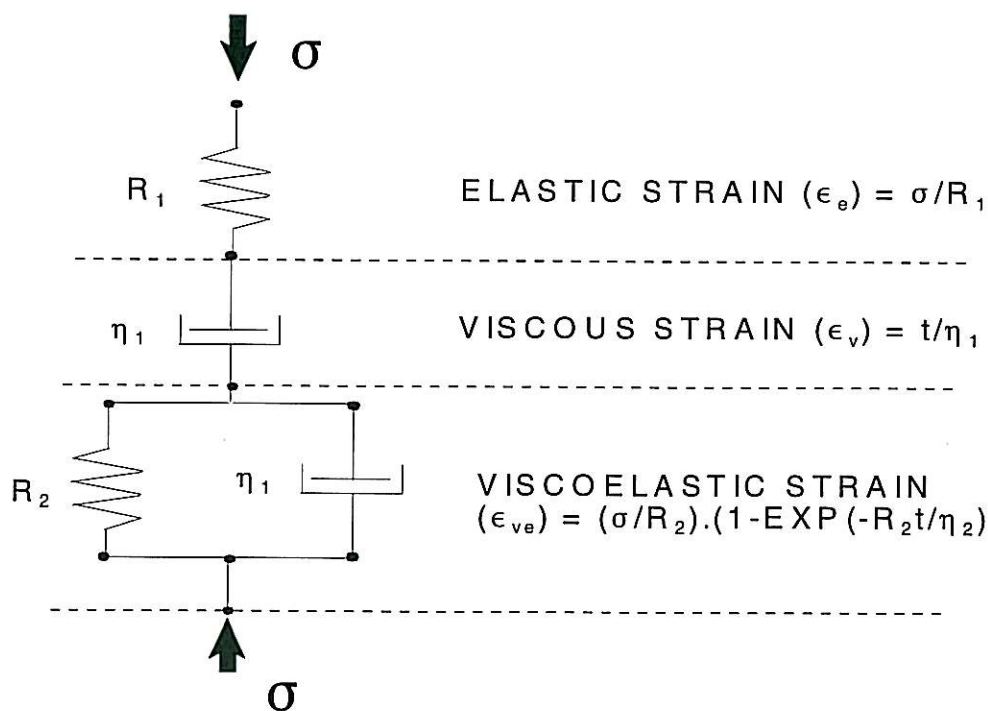 σ
R₁
ELASTIC STRAIN (ϵₑ) = σ/R₁
η₁
VISCOUS STRAIN (ϵᵥ) = t/η₁
R₂
η₁
VISCOELASTIC STRAIN
(ϵᵥₑ) = (σ/R₂).(1-EXP(-R₂t/η₂)
σ